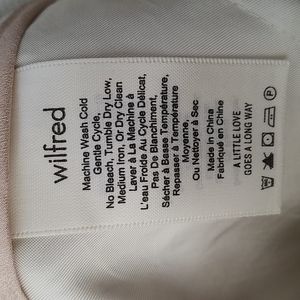 wilfred
Machine Wash Cold
Gentle Cycle,
No Bleach, Tumble Dry Low,
Medium Iron, Or Dry Clean
Laver À La Machine à
L'eau Froide Au Cycle Délicat,
Pas De Blanchiment,
Sécher à Basse Température,
Repasser à Température
Moyenne,
Ou Nettoyer à Sec
Made in China
Fabriqué en Chine
A LITTLE LOVE
GOES A LONG WAY
P